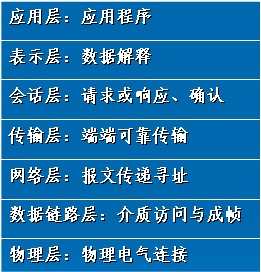 应用层：应用程序
表示层：数据解释
会话层：请求或响应、确认
传输层：端端可靠传输
网络层：报文传递寻址
数据链路层：介质访问与成帧
物理层：物理电气连接